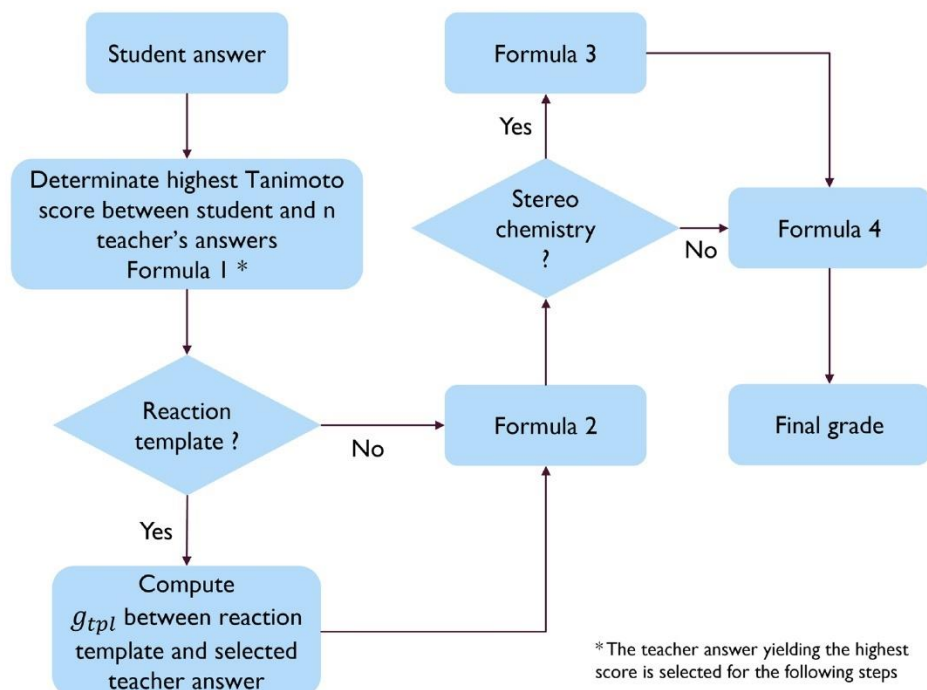 Student answer
Determinate highest Tanimoto
score between student and n
teacher's answers
Formula 1 *
Reaction
template ?
No
Yes
Compute
g_tpl between reaction
template and selected
teacher answer
Formula 2
Stereo
chemistry
?
Yes
No
Formula 3
Formula 4
Final grade
* The teacher answer yielding the highest
score is selected for the following steps